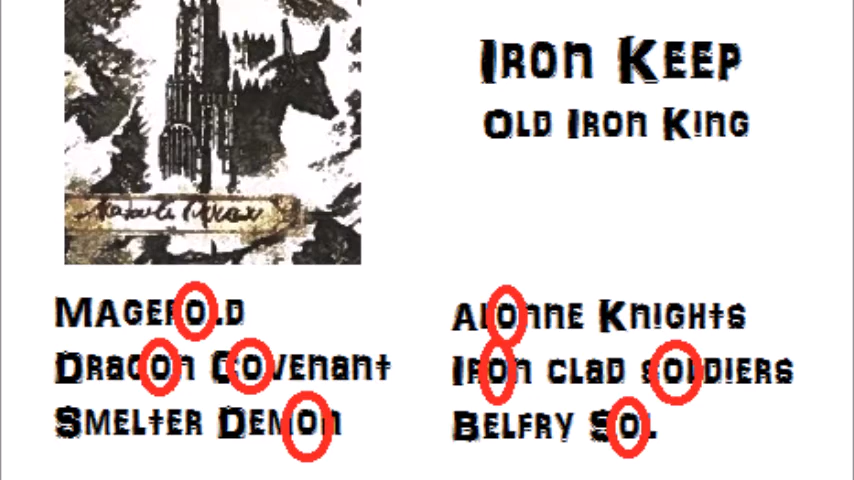 Iron Keep
Old Iron King
Magerold
Dragon Covenant
Smelter Demon
Alonne Knights
Iron clad soldiers
Belfry Sol